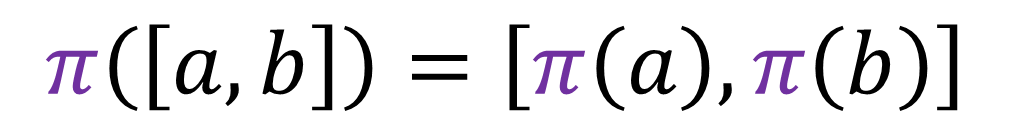 π([a, b]) = [π(a), π(b)]